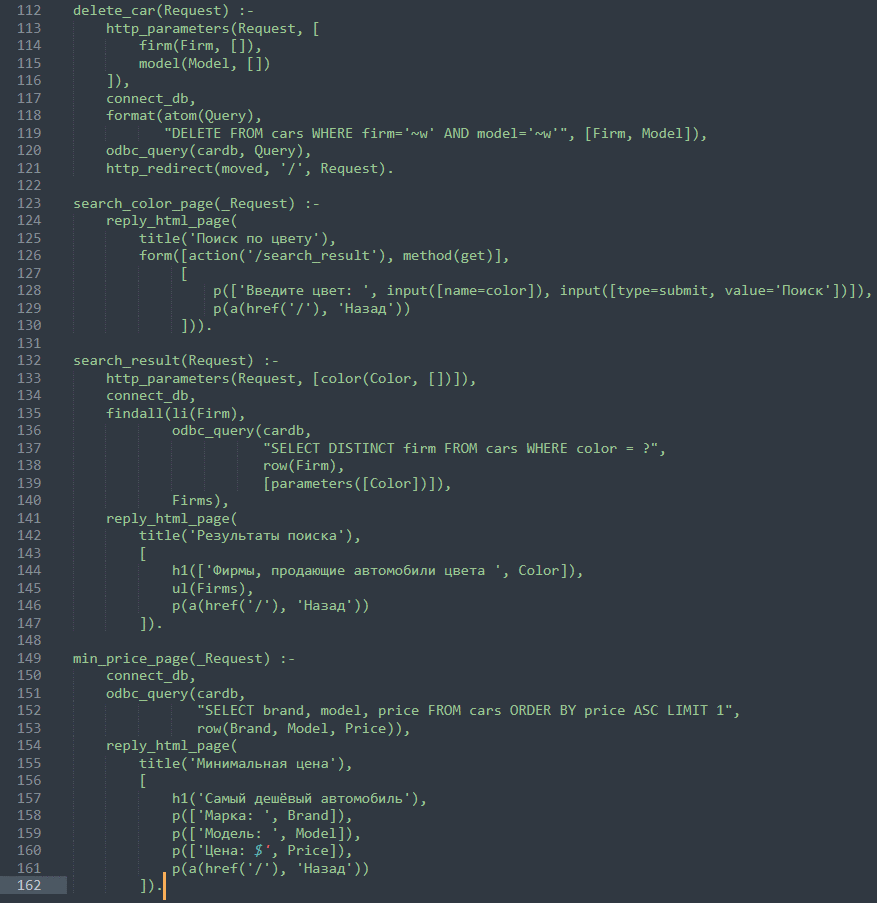 112 delete_car(Request) :-
113     http_parameters(Request, [
114         firm(Firm, []),
115         model(Model, [])
116     ]),
117     connect_db,
118     format(atom(Query),
119            "DELETE FROM cars WHERE firm='~w' AND model='~w'", [Firm, Model]),
120     odbc_query(cardb, Query),
121     http_redirect(moved, '/', Request).
122
123 search_color_page(_Request) :-
124     reply_html_page(
125         title('Поиск по цвету'),
126         form([action('/search_result'), method(get)],
127              [
128                  p(['Введите цвет: ', input([name=color]), input([type=submit, value='Поиск'])]),
129                  p(a(href('/'), 'Назад'))
130              ])).
131
132 search_result(Request) :-
133     http_parameters(Request, [color(Color, [])]),
134     connect_db,
135     findall(li(Firm),
136             odbc_query(cardb,
137                        "SELECT DISTINCT firm FROM cars WHERE color = ?",
138                        row(Firm),
139                        [parameters([Color])]),
140             Firms),
141     reply_html_page(
142         title('Результаты поиска'),
143         [
144             h1(['Фирмы, продающие автомобили цвета ', Color]),
145             ul(Firms),
146             p(a(href('/'), 'Назад'))
147         ]).
148
149 min_price_page(_Request) :-
150     connect_db,
151     odbc_query(cardb,
152                "SELECT brand, model, price FROM cars ORDER BY price ASC LIMIT 1",
153                row(Brand, Model, Price)),
154     reply_html_page(
155         title('Минимальная цена'),
156         [
157             h1('Самый дешёвый автомобиль'),
158             p(['Марка: ', Brand]),
159             p(['Модель: ', Model]),
160             p(['Цена: $', Price]),
161             p(a(href('/'), 'Назад'))
162         ]).